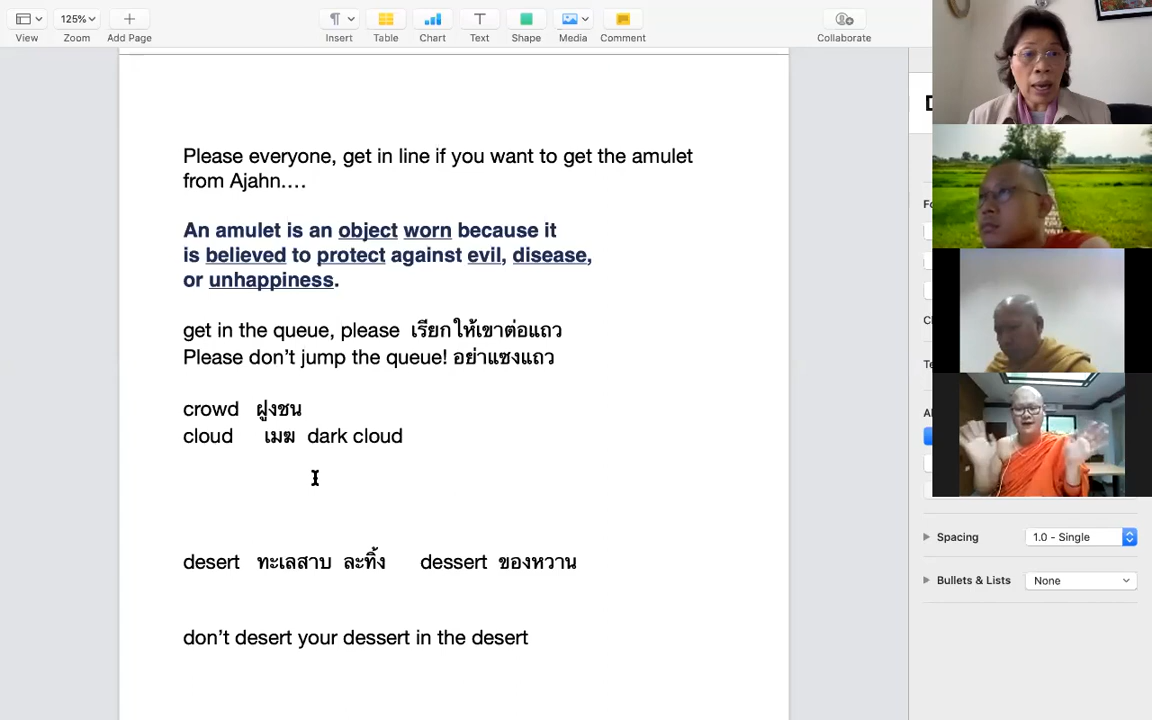 125%
View
Zoom
Add Page
Insert
Table
Chart
Text
Shape
Media
Comment
Collaborate
Please everyone, get in line if you want to get the amulet
from Ajahn….
An amulet is an object worn because it
is believed to protect against evil, disease,
or unhappiness.
get in the queue, please เรียกให้เขาต่อแถว
Please don’t jump the queue! อย่าแซงแถว
crowd ฝูงชน
cloud เมฆ dark cloud
desert ทะเลสาบ ละทิ้ง dessert ของหวาน
don’t desert your dessert in the desert
Spacing
1.0 - Single
Bullets & Lists
None